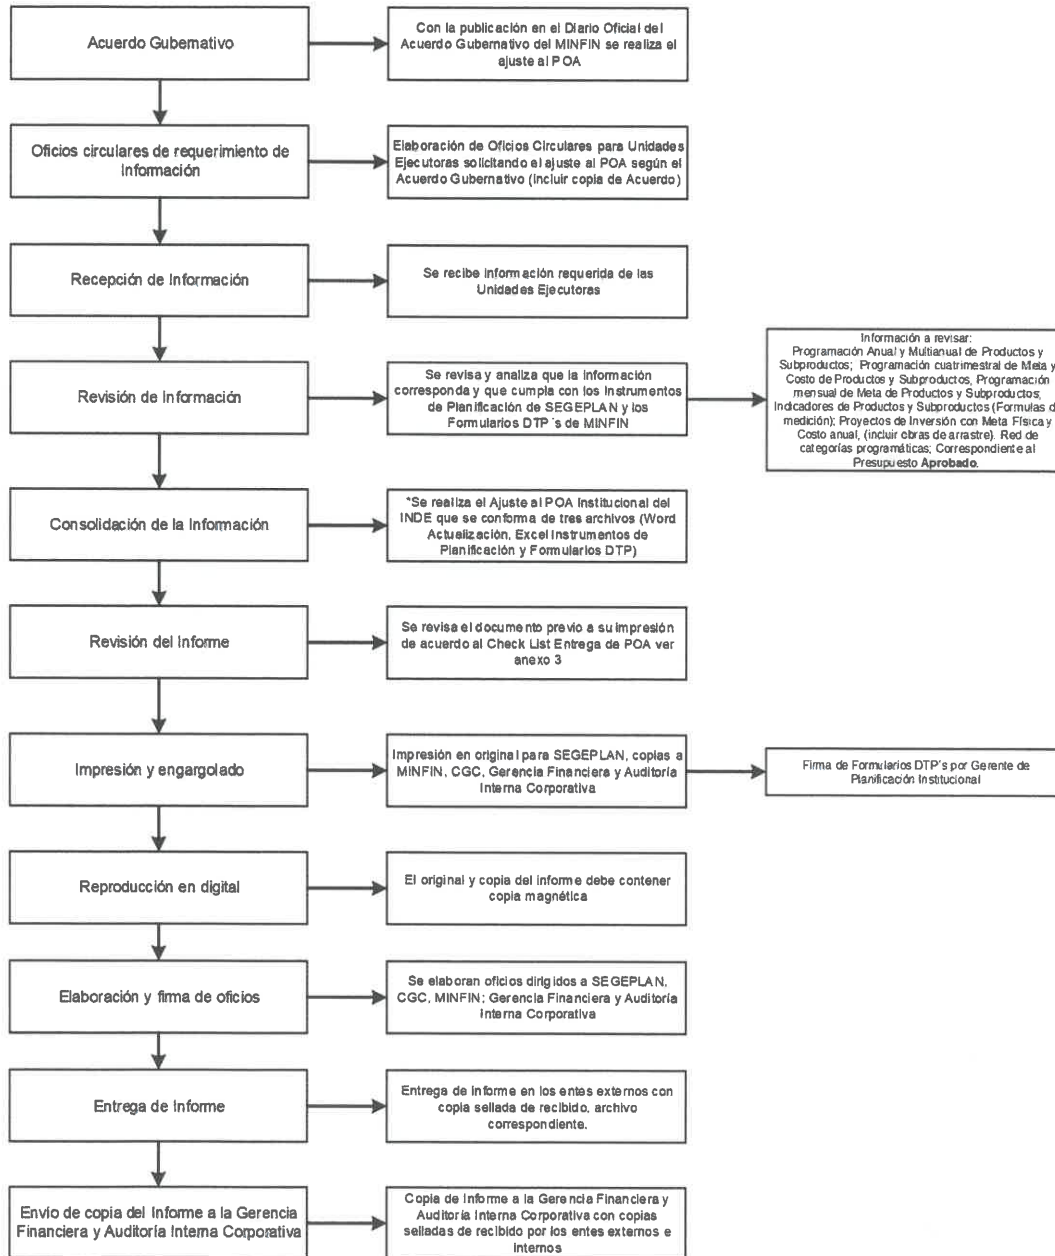 Acuerdo Gubernativo
Con la publicación en el Diario Oficial del
Acuerdo Gubernativo del MINFIN se realiza el
ajuste al POA
Oficios circulares de requerimiento de
Información
Elaboración de Oficios Circulares para Unidades
Ejecutoras solicitando el ajuste al POA según el
Acuerdo Gubernativo (incluir copia de Acuerdo)
Recepción de Información
Se recibe información requerida de las
Unidades Ejecutoras
Revisión de Información
Se revisa y analiza que la Información
corresponda y que cumpla con los Instrumentos
de Planificación de SEGEPLAN y los
Formularios DTP´s de MINFIN
Información a revisar:
Programación Anual y Multianual de Productos y
Subproductos; Programación cuatrimestral de Meta y
Costo de Productos y Subproductos, Programación
mensual de Meta de Productos y Subproductos;
Indicadores de Productos y Subproductos (Formulas d
medición); Proyectos de Inversión con Meta Física y
Costo anual, (incluir obras de arrastre). Red de
categorías programáticas; Correspondiente al
Presupuesto Aprobado.
Consolidación de la Información
*Se realiza el Ajuste al POA Institucional del
INDE que se conforma de tres archivos (Word
Actualización, Excel Instrumentos de
Planificación y Formularios DTP)
Revisión del Informe
Se revisa el documento previo a su impresión
de acuerdo al Check List Entrega de POA ver
anexo 3
Impresión y engargolado
Impresión en original para SEGEPLAN, copias a
MINFIN, CGC, Gerencia Financiera y Auditoría
Interna Corporativa
Firma de Formularios DTP´s por Gerente de
Planificación Institucional
Reproducción en digital
El original y copia del informe debe contener
copia magnética
Elaboración y firma de oficios
Se elaboran oficios dirigidos a SEGEPLAN,
CGC, MINFIN; Gerencia Financiera y Auditoría
Interna Corporativa
Entrega de Informe
Entrega de Informe en los entes externos con
copia sellada de recibido, archivo
correspondiente.
Envío de copia del Informe a la Gerencia
Financiera y Auditoría Interna Corporativa
Copia de Informe a la Gerencia Financiera y
Auditoría Interna Corporativa con copias
selladas de recibido por los entes externos e
Internos